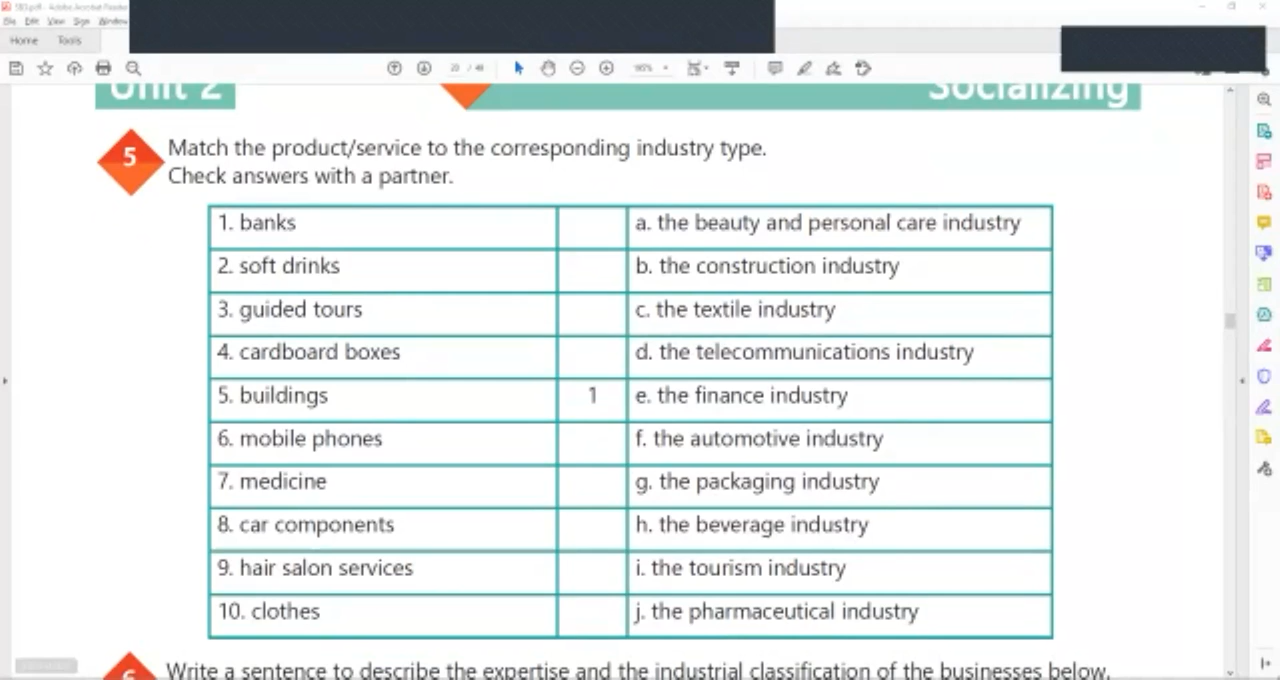 Home Tools
Unit 2 Socializing
5 Match the product/service to the corresponding industry type.
Check answers with a partner.
1. banks a. the beauty and personal care industry
2. soft drinks b. the construction industry
3. guided tours c. the textile industry
4. cardboard boxes d. the telecommunications industry
5. buildings 1 e. the finance industry
6. mobile phones f. the automotive industry
7. medicine g. the packaging industry
8. car components h. the beverage industry
9. hair salon services i. the tourism industry
10. clothes j. the pharmaceutical industry
6 Write a sentence to describe the expertise and the industrial classification of the businesses below.